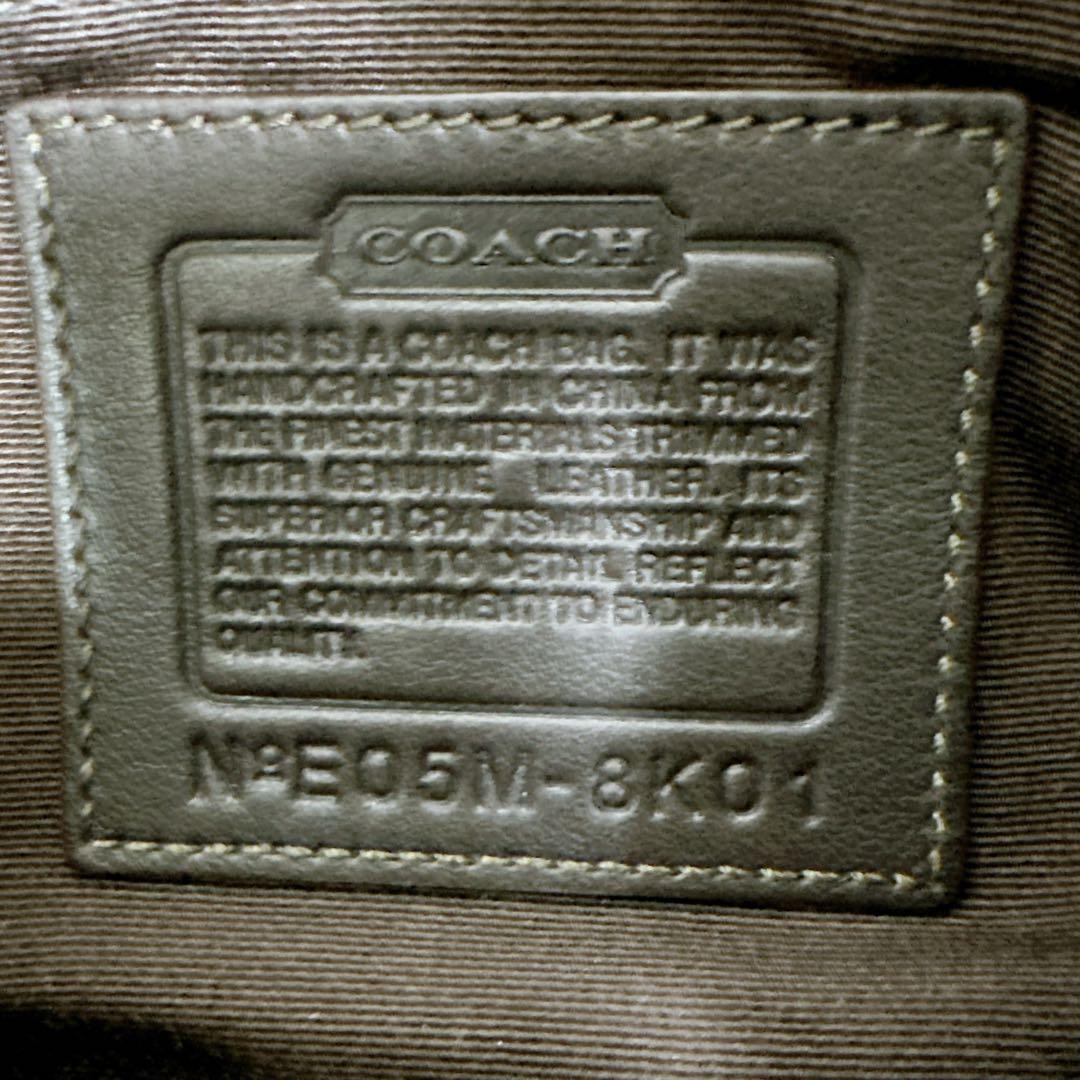 COACH
THIS IS A COACH BAG. IT WAS
HANDCRAFTED IN CHINA FROM
THE FINEST MATERIALS TRIMMED
WITH GENUINE LEATHER. ITS
SUPERIOR CRAFTSMANSHIP AND
ATTENTION TO DETAIL REFLECT
OUR COMMITMENT TO ENDURING
QUALITY.
NºE05M-8K01